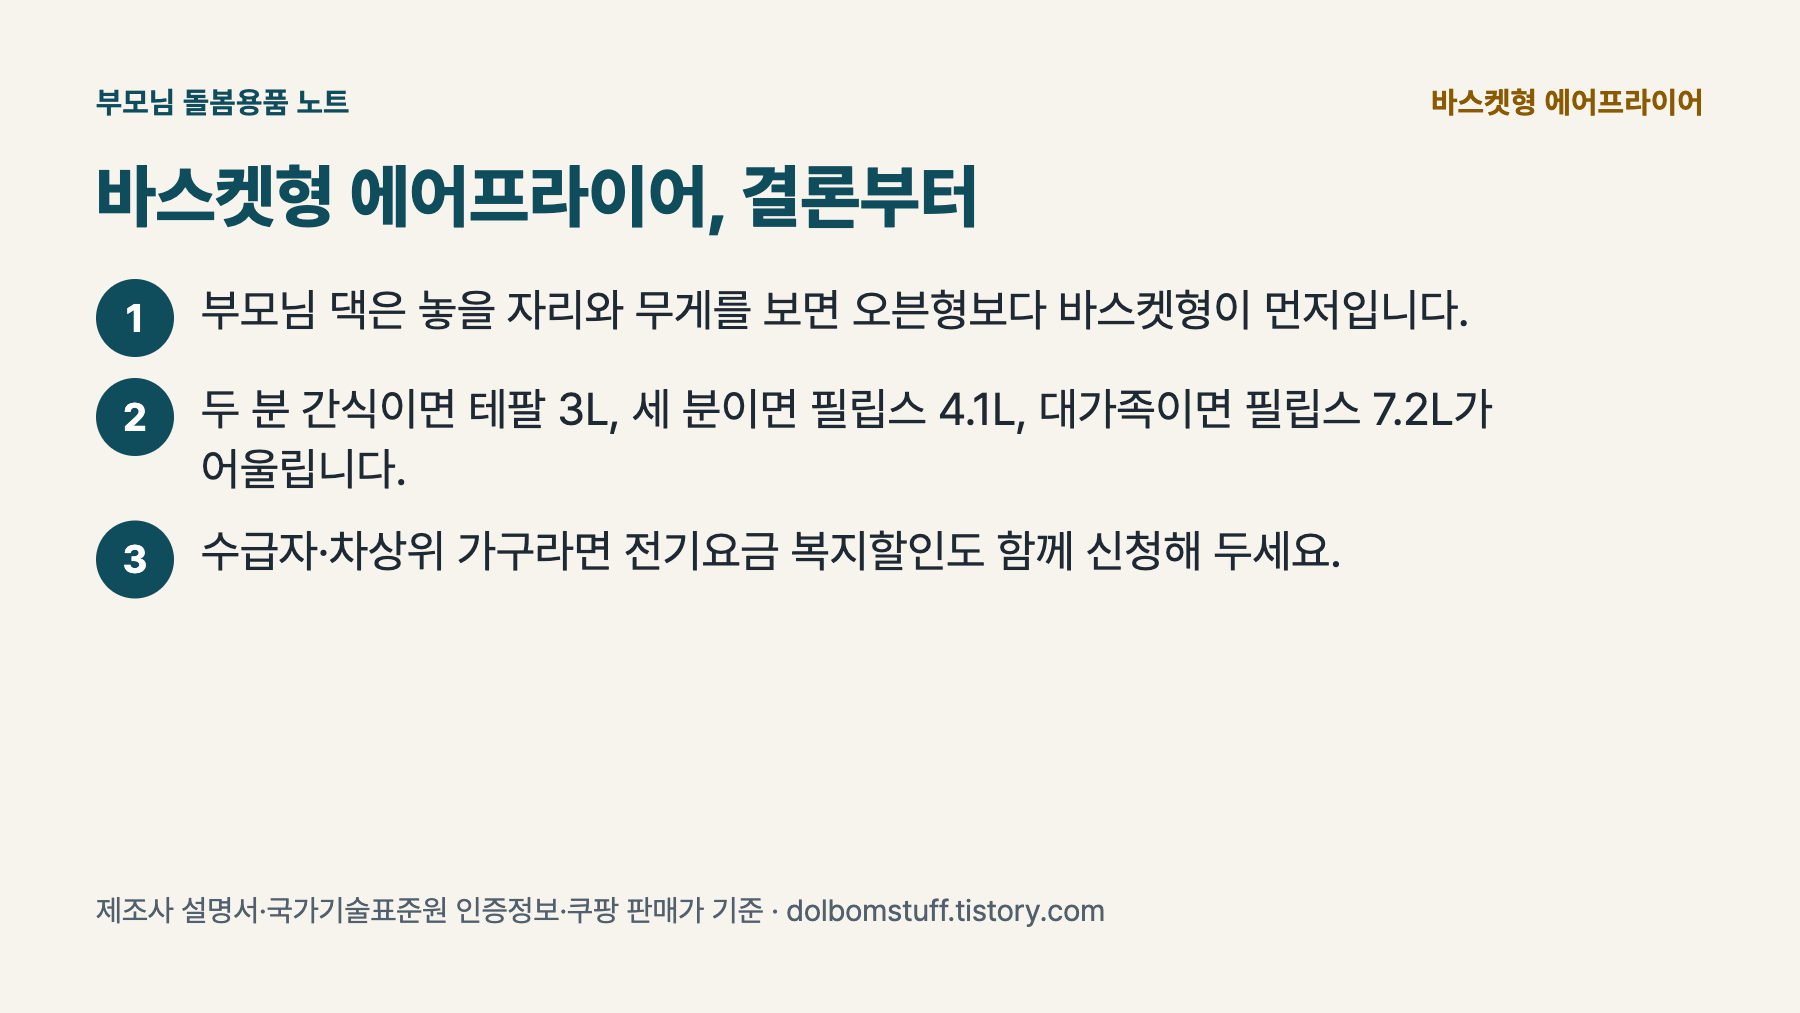 부모님 돌봄용품 노트
바스켓형 에어프라이어
바스켓형 에어프라이어, 결론부터
1 부모님 댁은 놓을 자리와 무게를 보면 오븐형보다 바스켓형이 먼저입니다.
2 두 분 간식이면 테팔 3L, 세 분이면 필립스 4.1L, 대가족이면 필립스 7.2L가
어울립니다.
3 수급자·차상위 가구라면 전기요금 복지할인도 함께 신청해 두세요.
제조사 설명서·국가기술표준원 인증정보·쿠팡 판매가 기준 · dolbomstuff.tistory.com